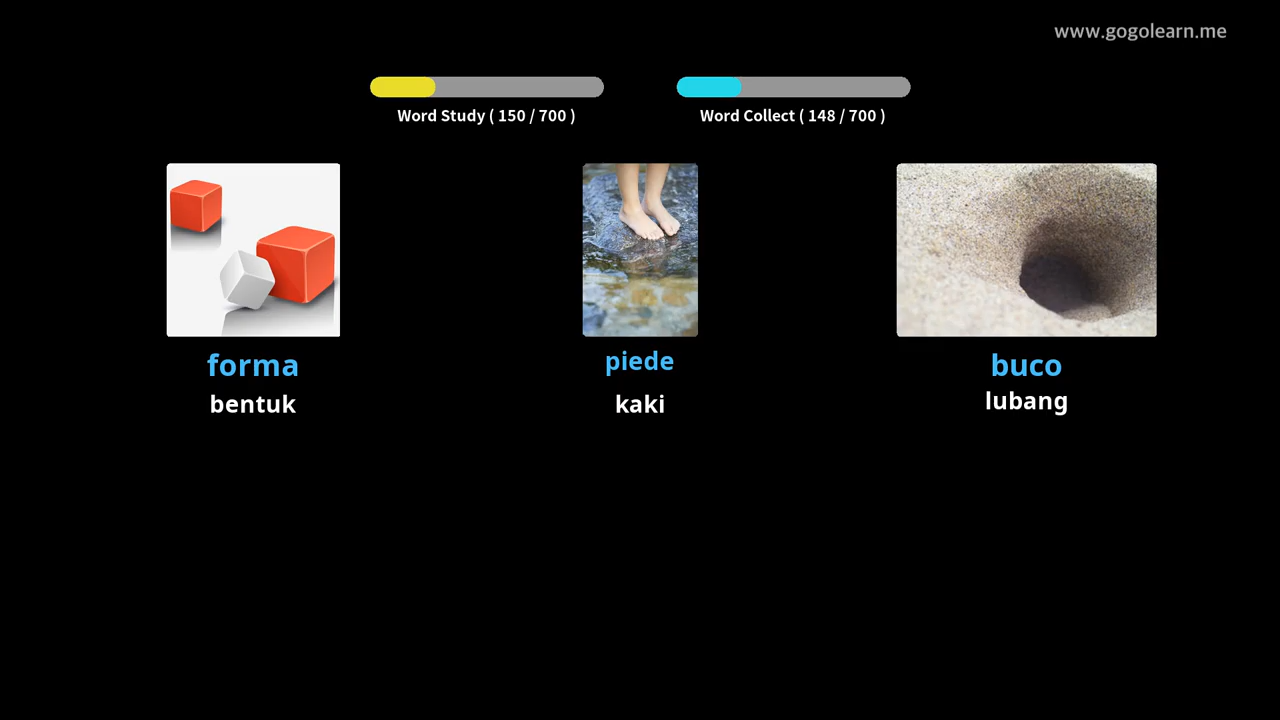 www.gogolearn.me
Word Study ( 150 / 700 )
Word Collect ( 148 / 700 )
forma
bentuk
piede
kaki
buco
lubang